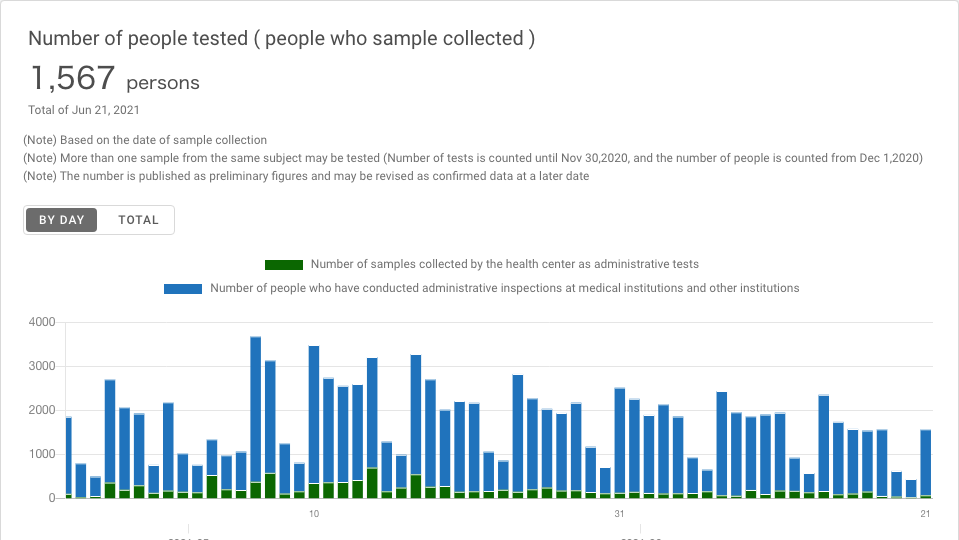 Number of people tested ( people who sample collected )
1,567 persons
Total of Jun 21, 2021
(Note) Based on the date of sample collection
(Note) More than one sample from the same subject may be tested (Number of tests is counted until Nov 30,2020, and the number of people is counted from Dec 1,2020)
(Note) The number is published as preliminary figures and may be revised as confirmed data at a later date
BY DAY TOTAL
Number of samples collected by the health center as administrative tests
Number of people who have conducted administrative inspections at medical institutions and other institutions
4000
3000
2000
1000
0
10 31 21